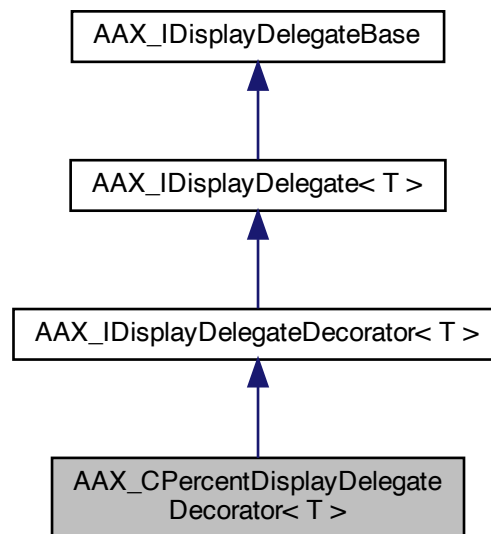 AAX_IDisplayDelegateBase
AAX_IDisplayDelegate< T >
AAX_IDisplayDelegateDecorator< T >
AAX_CPercentDisplayDelegate
Decorator< T >